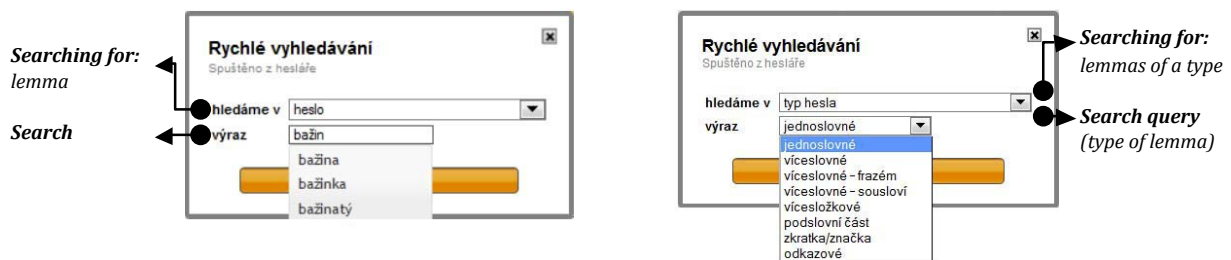 Searching for:
lemma
Search
Rychlé vyhledávání
Spuštěno z hesláře
hledáme v heslo
výraz bažin
bažina
bažinka
bažinatý
Rychlé vyhledávání
Spuštěno z hesláře
hledáme v typ hesla
výraz jednoslovné
jednoslovné
víceslovné
víceslovné – frazém
víceslovné – sousloví
vícesložkové
podslovní část
zkratka/značka
odkazové
Searching for:
lemmas of a type
Search query
(type of lemma)